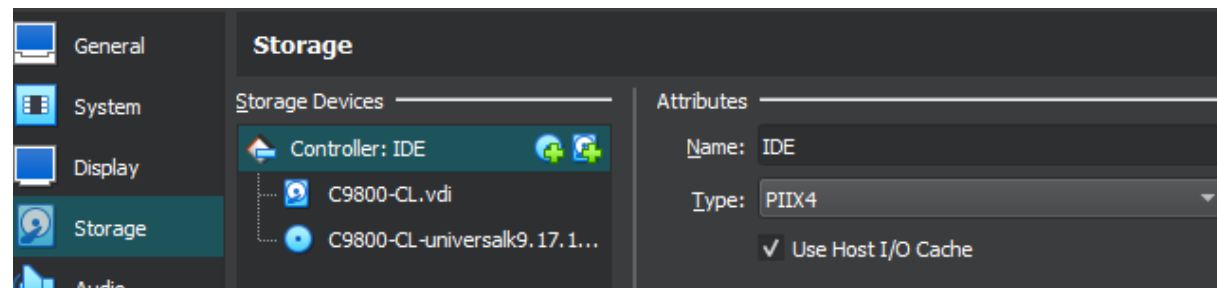 General
System
Display
Storage
Audio
Storage
Storage Devices
Controller: IDE
C9800-CL.vdi
C9800-CL-universalk9.17.1...
Attributes
Name: IDE
Type: PIIX4
Use Host I/O Cache